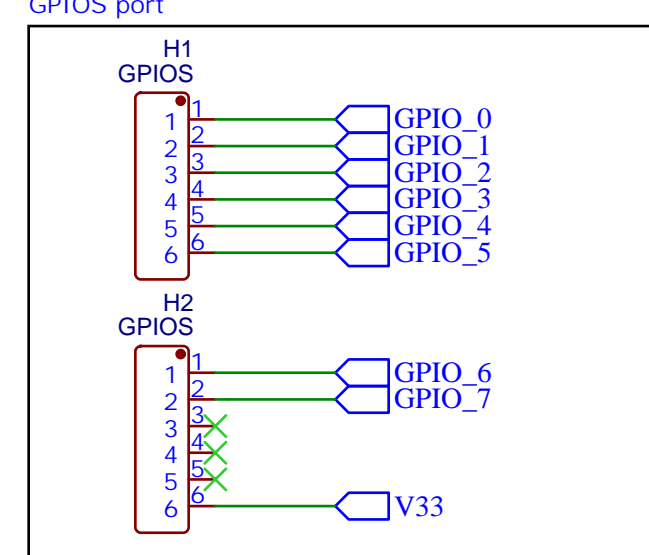 GPIOS port
H1
GPIOS
1 1 GPIO_0
2 2 GPIO_1
3 3 GPIO_2
4 4 GPIO_3
5 5 GPIO_4
6 6 GPIO_5
H2
GPIOS
1 1 GPIO_6
2 2 GPIO_7
3 3
4 4
5 5
6 6 V33